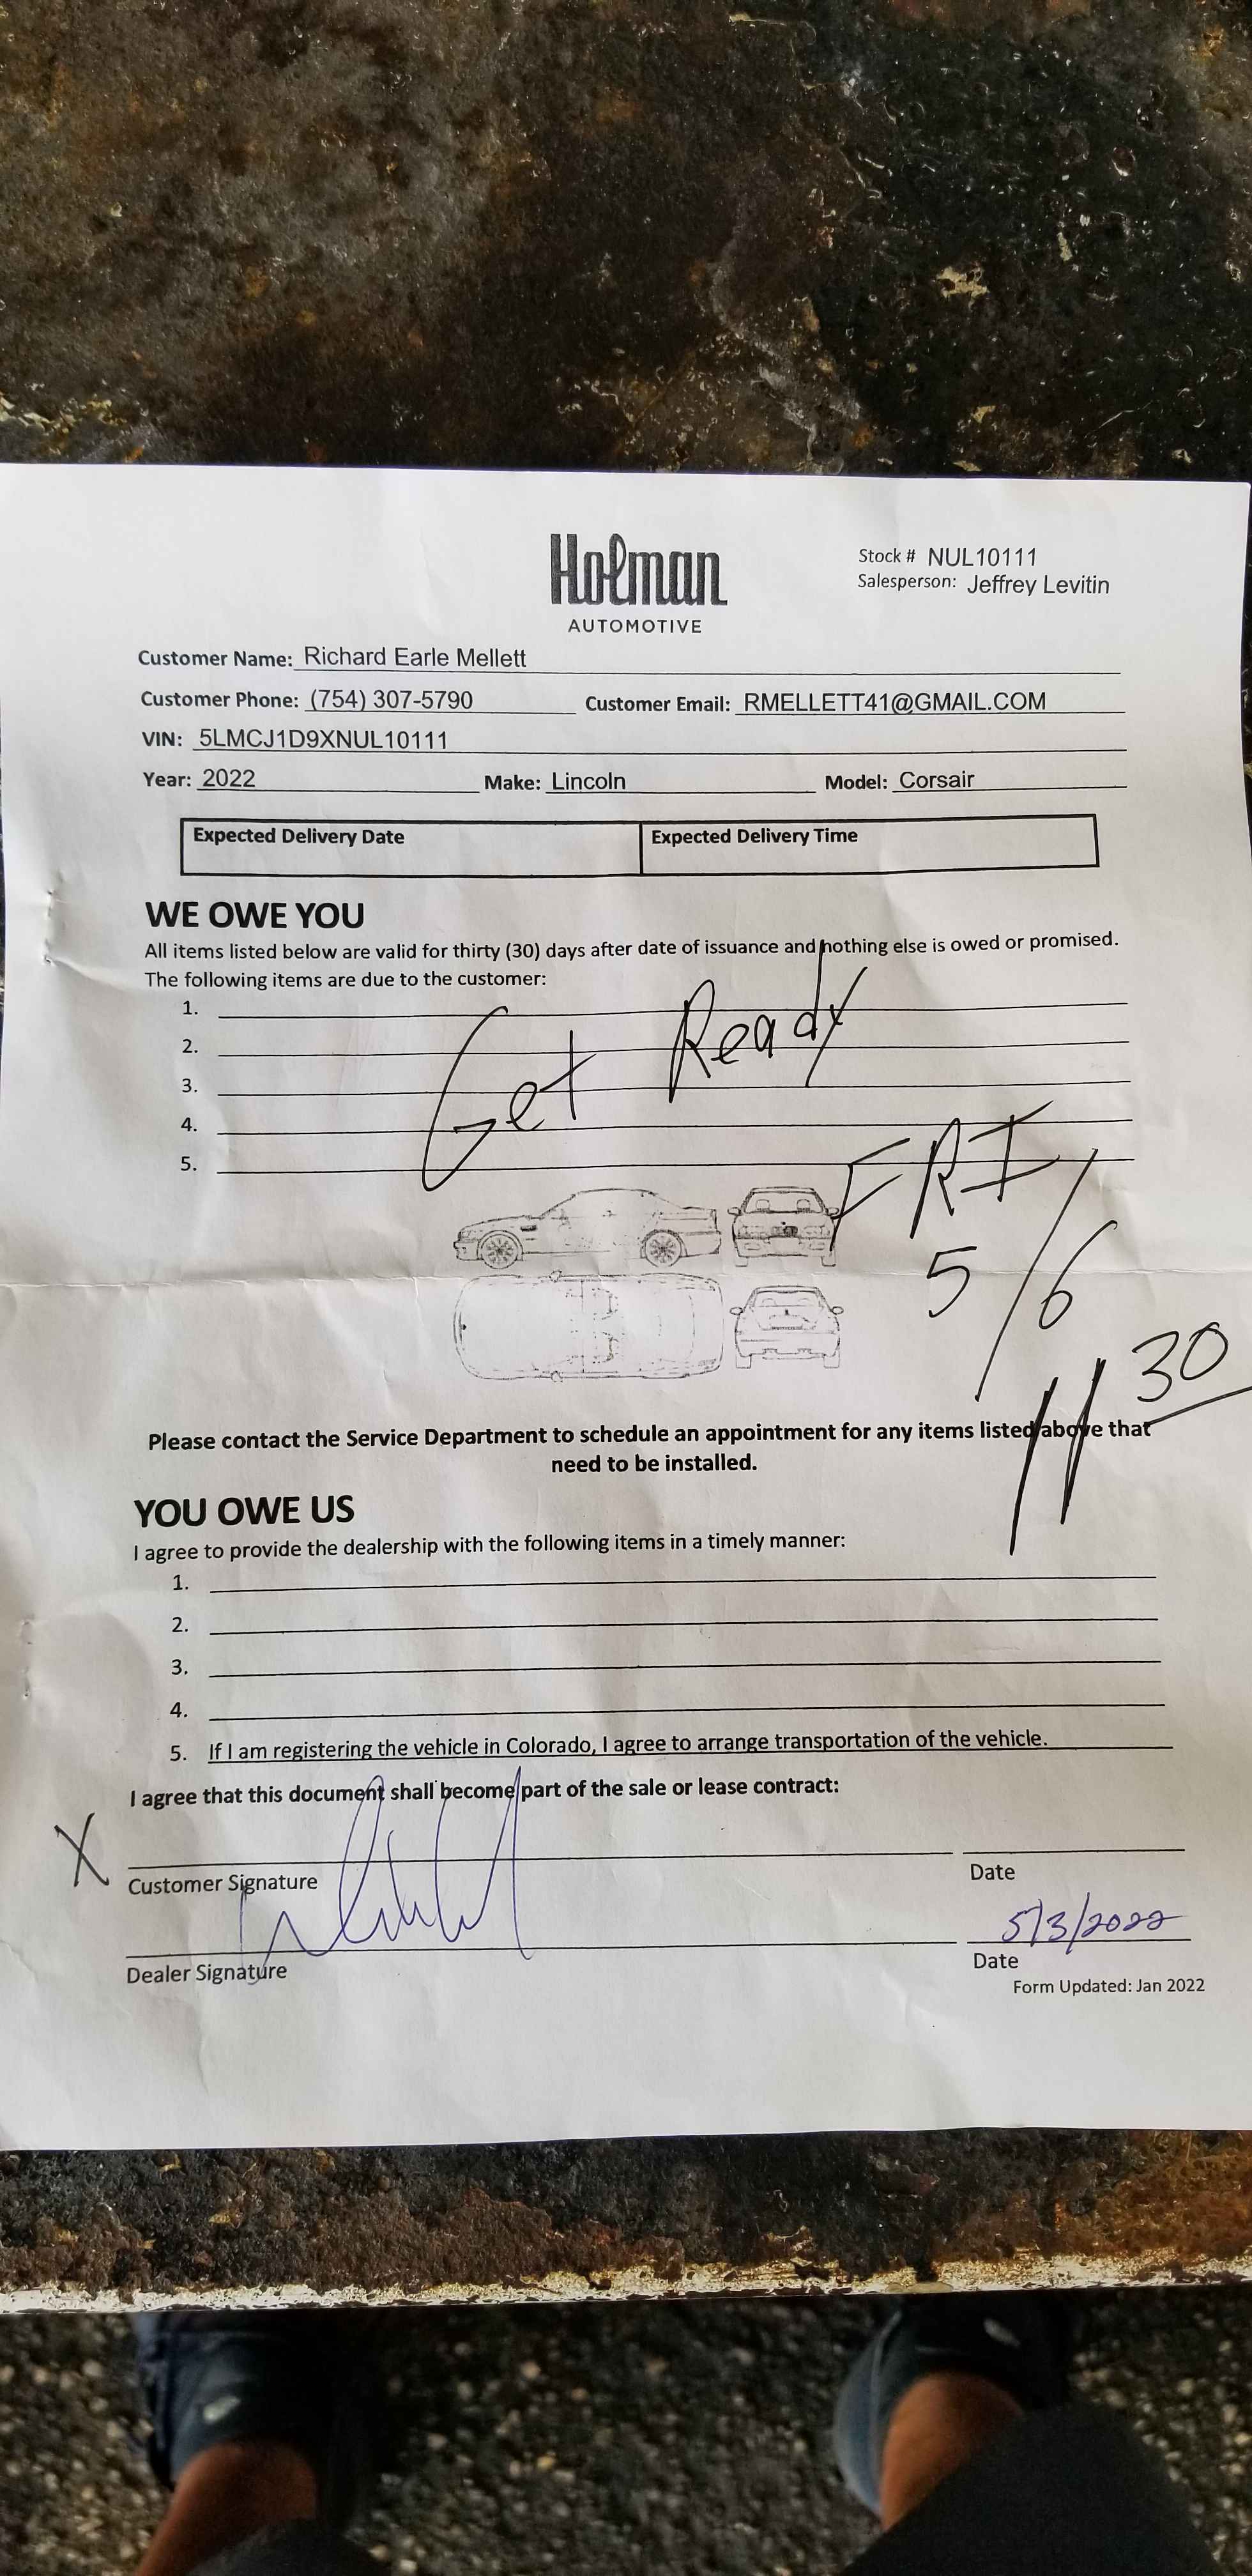 Holman
AUTOMOTIVE
Stock # NUL10111
Salesperson: Jeffrey Levitin
Customer Name: Richard Earle Mellett
Customer Phone: (754) 307-5790 Customer Email: RMELLETT41@GMAIL.COM
VIN: 5LMCJ1D9XNUL10111
Year: 2022 Make: Lincoln Model: Corsair
Expected Delivery Date Expected Delivery Time
WE OWE YOU
All items listed below are valid for thirty (30) days after date of issuance and nothing else is owed or promised.
The following items are due to the customer:
1.
2.
3.
4.
5.
Get Ready
FRI
5/6
11 30
Please contact the Service Department to schedule an appointment for any items listed above that
need to be installed.
YOU OWE US
I agree to provide the dealership with the following items in a timely manner:
1.
2.
3.
4.
5. If I am registering the vehicle in Colorado, I agree to arrange transportation of the vehicle.
I agree that this document shall become part of the sale or lease contract:
X
Customer Signature Date
5/3/2022
Dealer Signature Date
Form Updated: Jan 2022